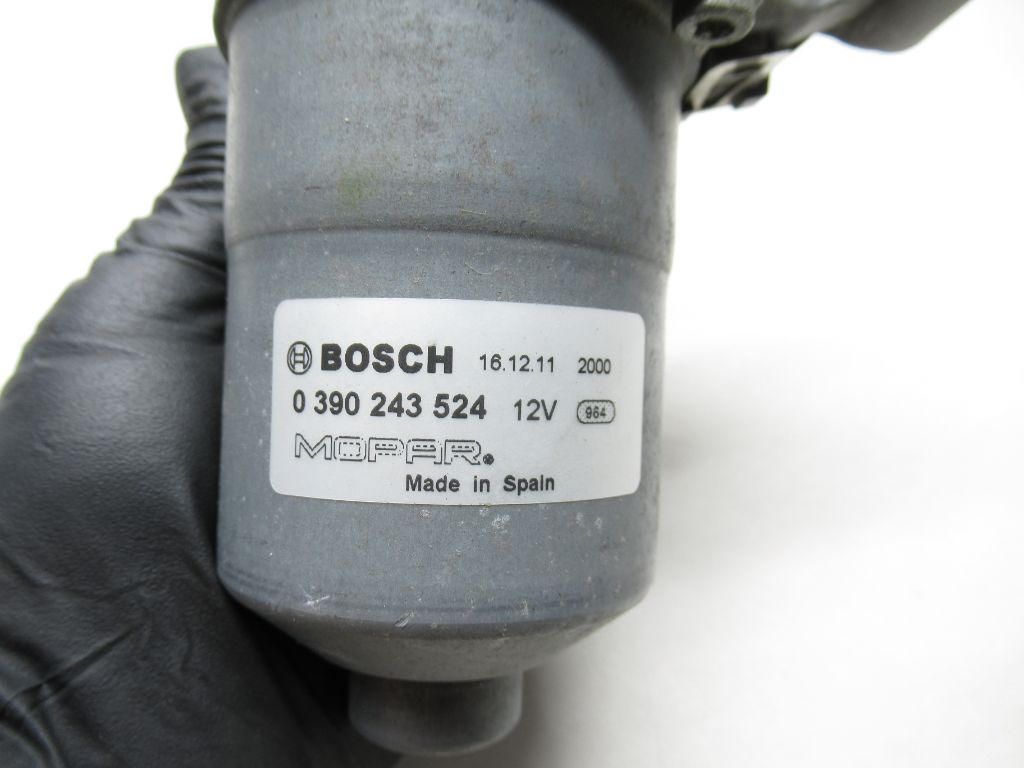 BOSCH 16.12.11 2000
0 390 243 524 12V 964
MOPAR.
Made in Spain